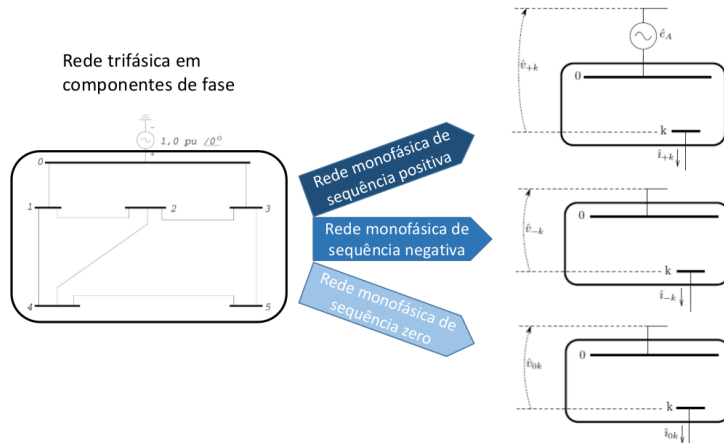 Rede trifásica em
componentes de fase
1,0 pu /0º
0
1
2
3
4
5
Rede monofásica de
sequência positiva
Rede monofásica de
sequência negativa
Rede monofásica de
sequência zero
ê_A
v̂_{+k}
0
k
î_{+k}
v̂_{−k}
0
k
î_{−k}
v̂_{0k}
0
k
î_{0k}